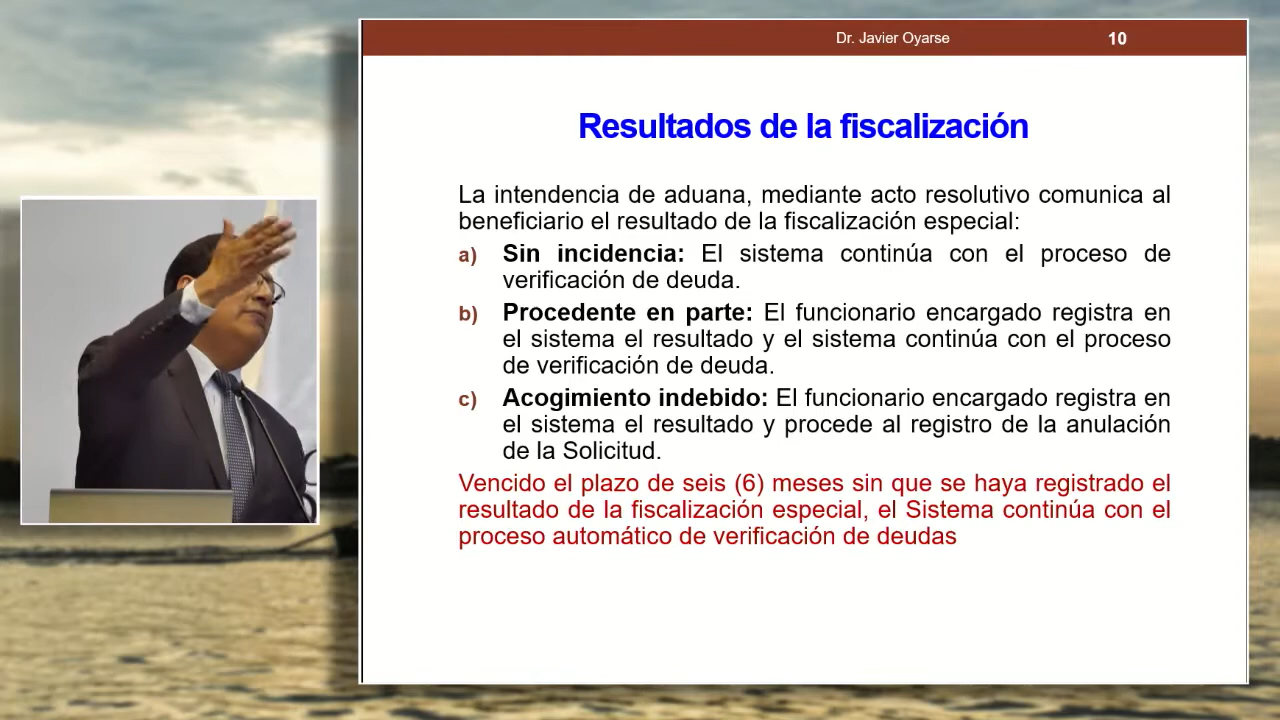 Dr. Javier Oyarse
10
Resultados de la fiscalización
La intendencia de aduana, mediante acto resolutivo comunica al
beneficiario el resultado de la fiscalización especial:
a) Sin incidencia: El sistema continúa con el proceso de
verificación de deuda.
b) Procedente en parte: El funcionario encargado registra en
el sistema el resultado y el sistema continúa con el proceso
de verificación de deuda.
c) Acogimiento indebido: El funcionario encargado registra en
el sistema el resultado y procede al registro de la anulación
de la Solicitud.
Vencido el plazo de seis (6) meses sin que se haya registrado el
resultado de la fiscalización especial, el Sistema continúa con el
proceso automático de verificación de deudas